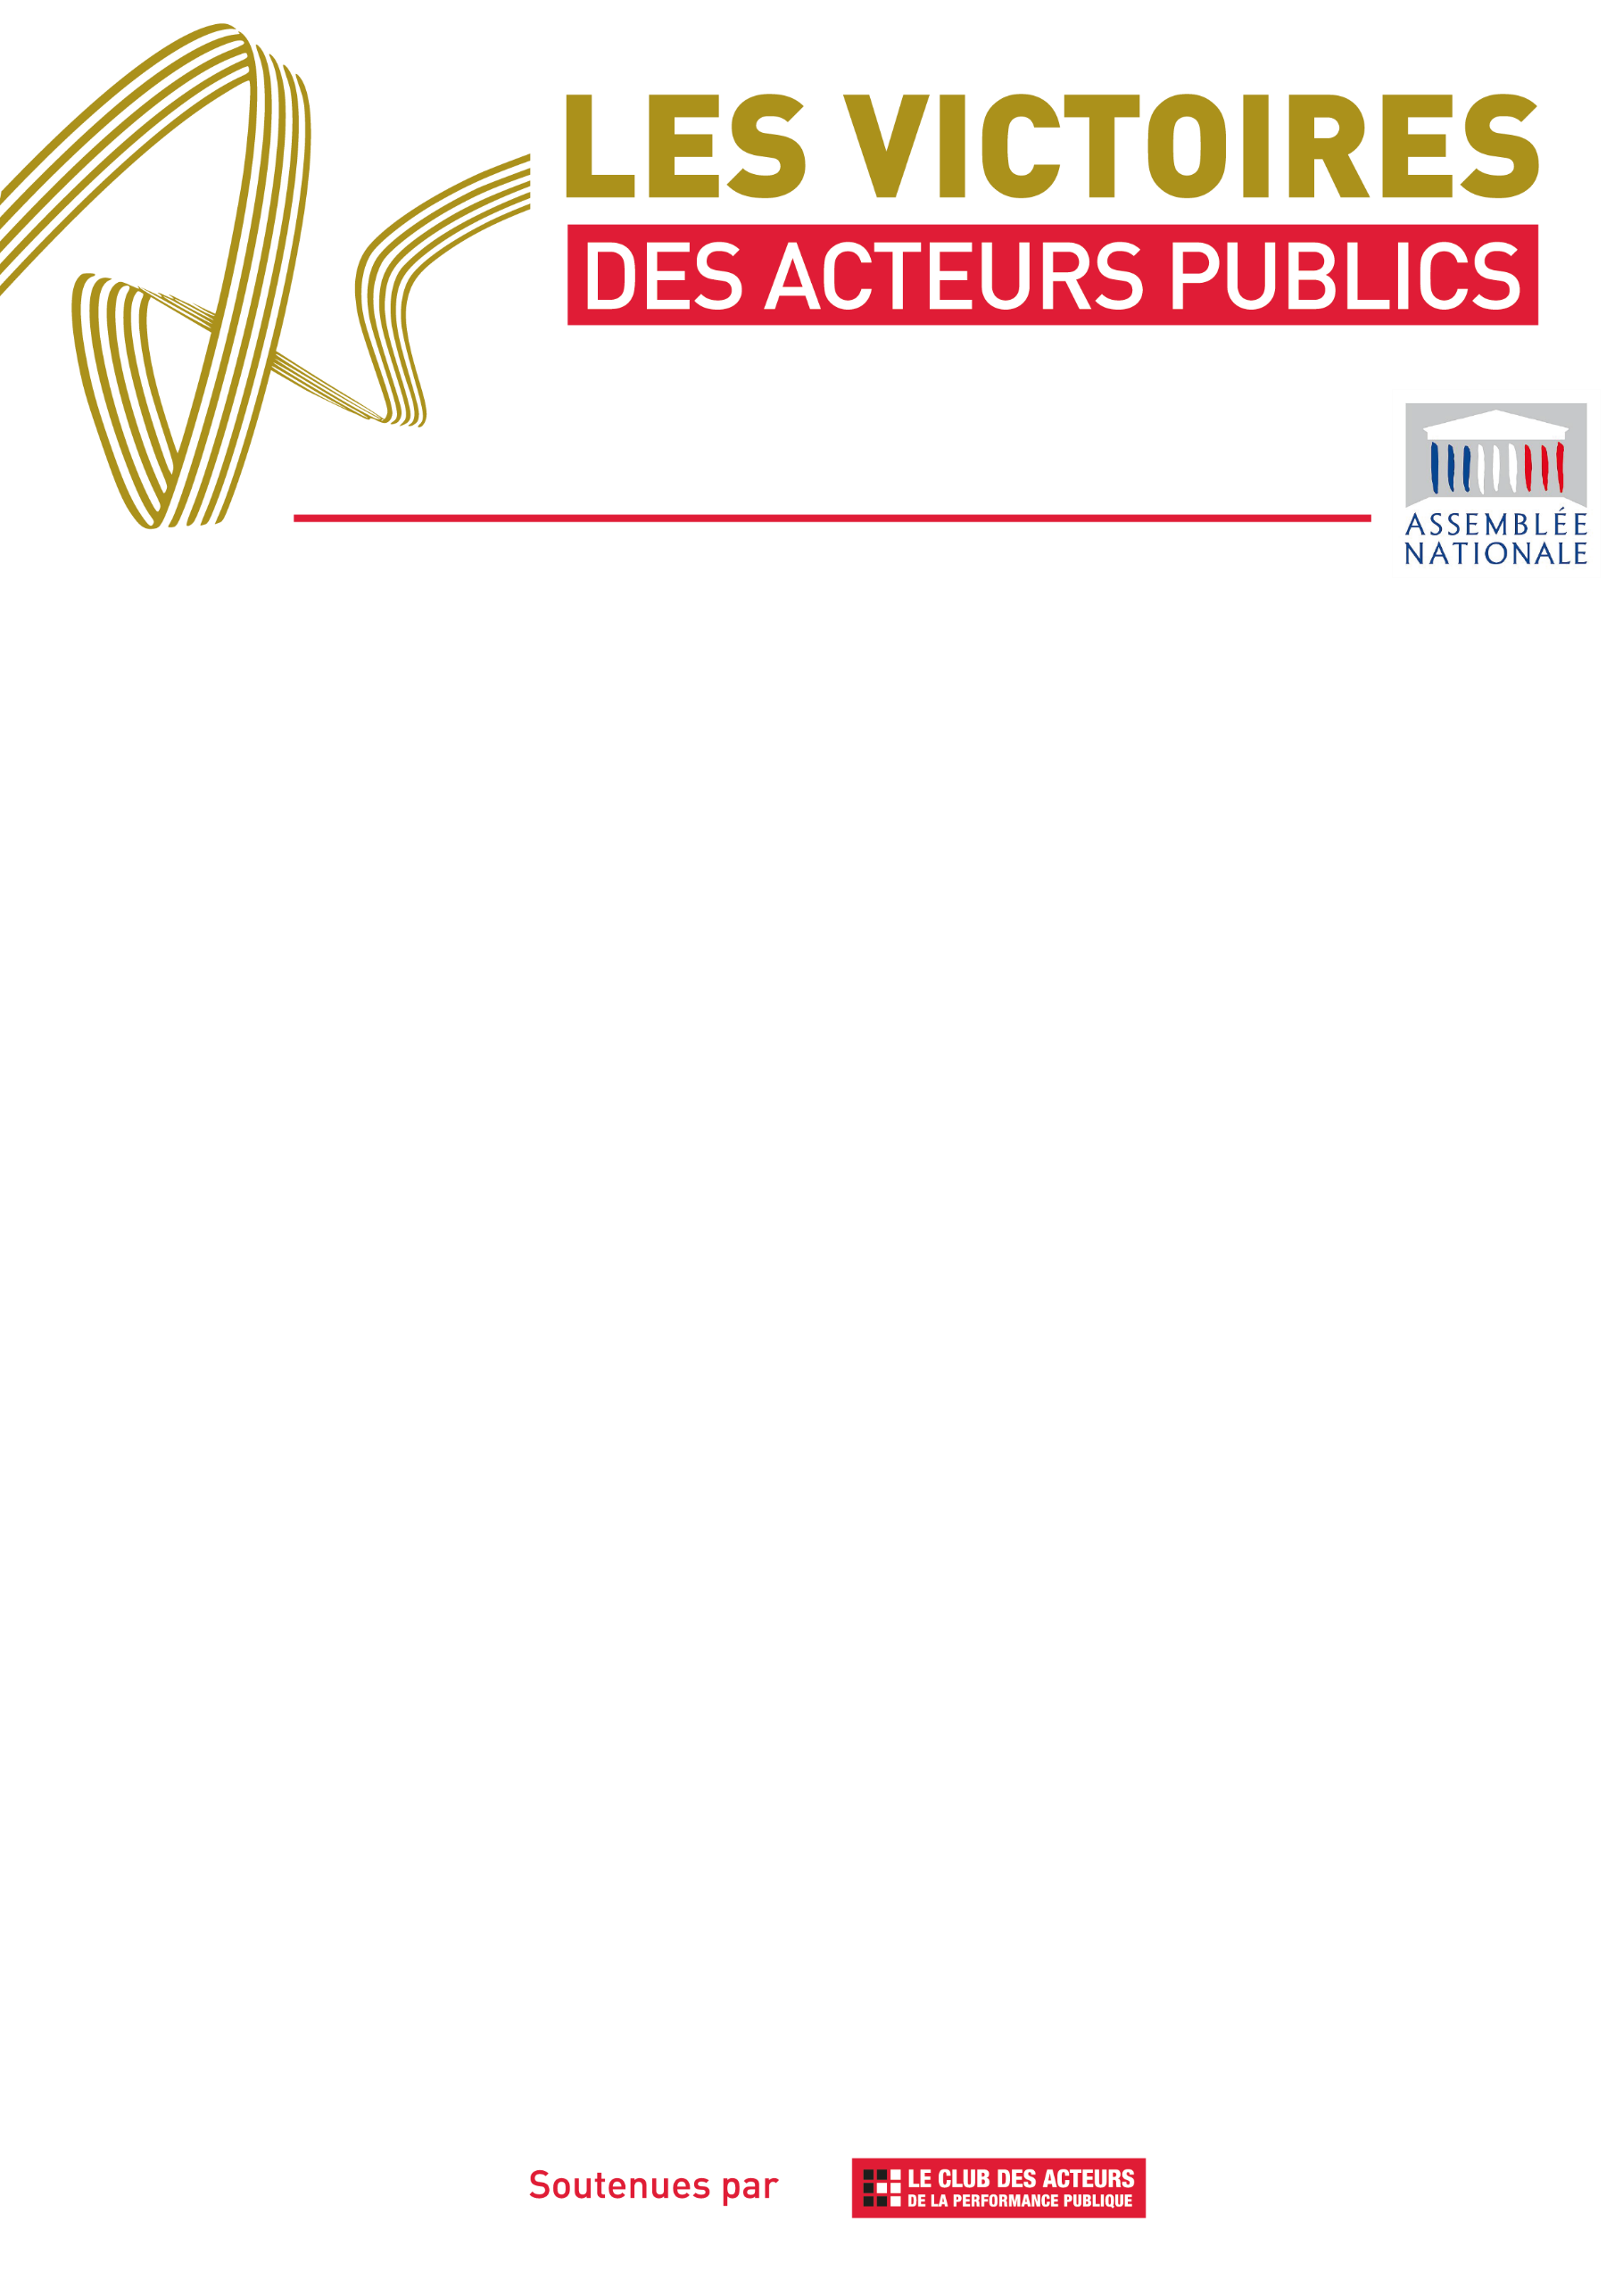 LES VICTOIRES
DES ACTEURS PUBLICS
ASSEMBLÉE
NATIONALE
Soutenues par
LE CLUB DES ACTEURS
DE LA PERFORMANCE PUBLIQUE